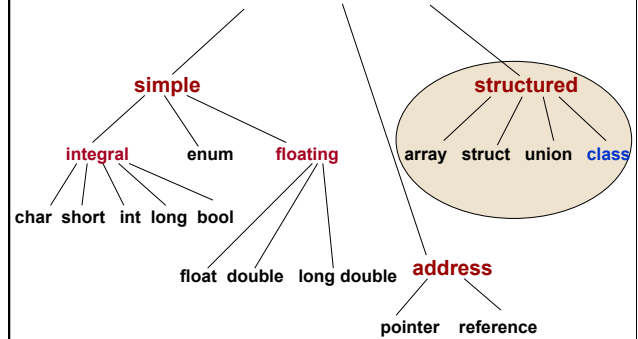 simple
structured
integral enum floating
array struct union class
char short int long bool
float double long double
address
pointer reference